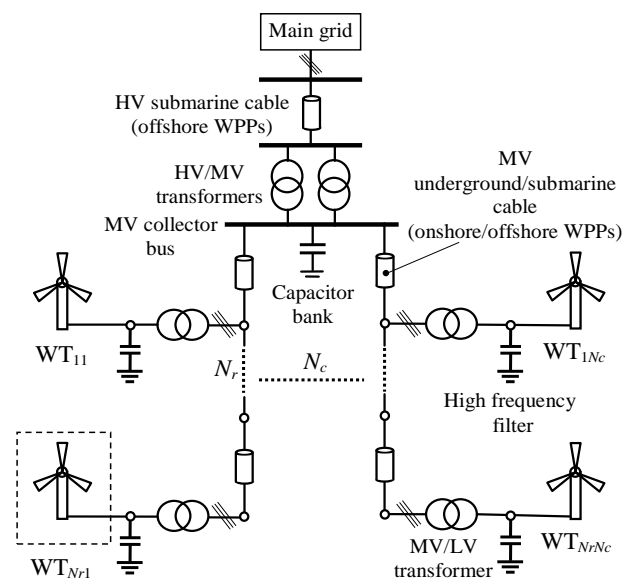 Main grid
HV submarine cable
(offshore WPPs)
HV/MV
transformers
MV
underground/submarine
cable
(onshore/offshore WPPs)
MV collector
bus
Capacitor
bank
WT11
Nr
Nc
WT1Nc
High frequency
filter
WTNr1
MV/LV
transformer
WTNrNc